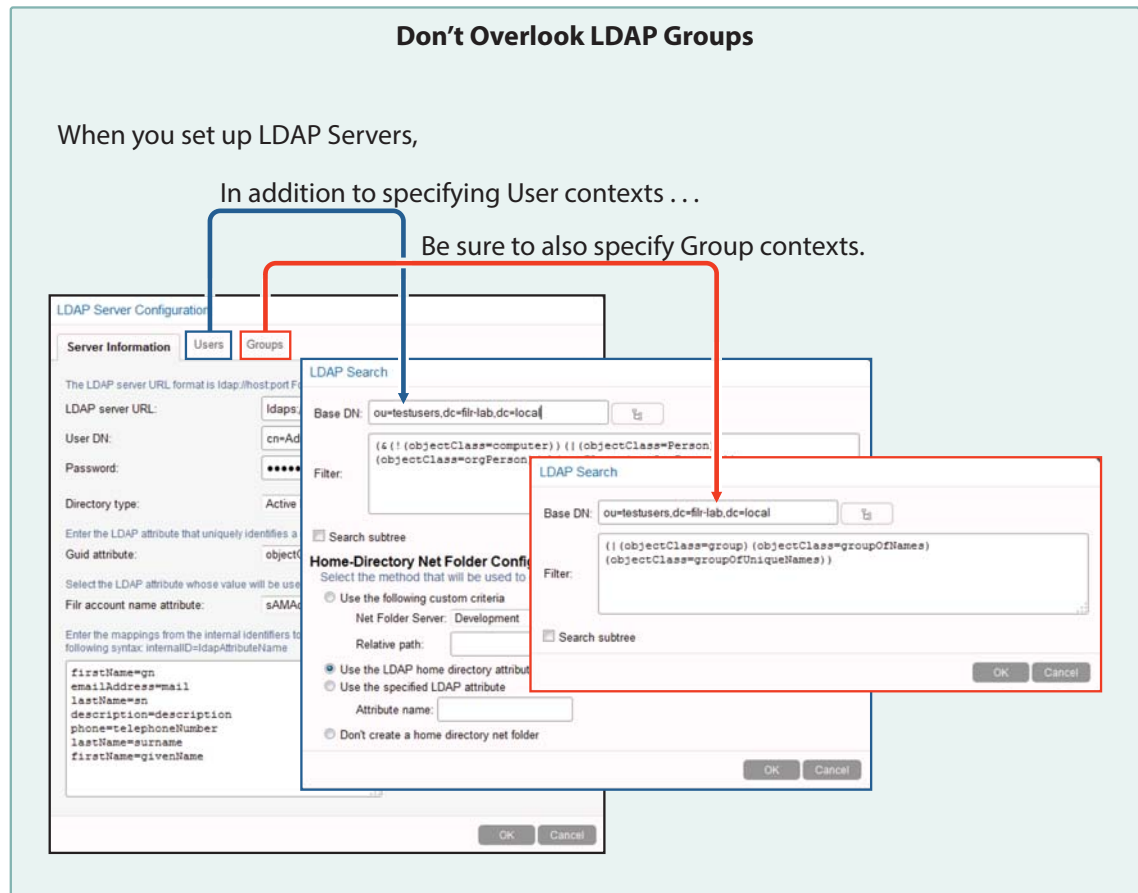 Don't Overlook LDAP Groups
When you set up LDAP Servers,
In addition to specifying User contexts . . .
Be sure to also specify Group contexts.
LDAP Server Configuration
Server Information Users Groups
The LDAP server URL format is ldap://host:port
LDAP server URL: ldaps:
User DN:
Password: •••••
Directory type: Active
Enter the LDAP attribute that uniquely identifies a
Guid attribute:
Select the LDAP attribute whose value will be use
Filr account name attribute:
Enter the mappings from the internal identifiers to
following syntax: internalID=ldapAttributeName
firstName=gn
emailAddress=mail
lastName=sn
description=description
phone=telephoneNumber
lastName=surname
firstName=givenName
OK Cancel
LDAP Search
Base DN: ou=testusers,dc=filr-lab,dc=local
Filter: (&(!(objectClass=computer))(|(objectClass=Person)
(objectClass=orgPerson)
Search subtree
Home-Directory Net Folder Config
Select the method that will be used to
Use the following custom criteria
Net Folder Server: Development
Relative path:
Use the LDAP home directory attribut
Use the specified LDAP attribute
Attribute name:
Don't create a home directory net folder
OK Cancel
LDAP Search
Base DN: ou=testusers,dc=filr-lab,dc=local
Filter: (|(objectClass=group)(objectClass=groupOfNames)
(objectClass=groupOfUniqueNames))
Search subtree
OK Cancel